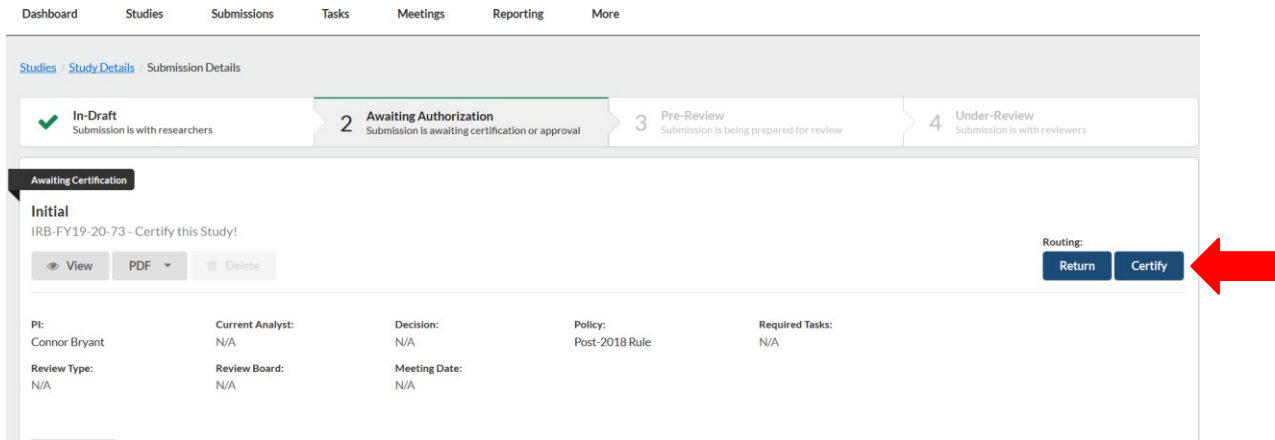 Dashboard Studies Submissions Tasks Meetings Reporting More
Studies / Study Details / Submission Details
In-Draft
Submission is with researchers
2 Awaiting Authorization
Submission is awaiting certification or approval
3 Pre-Review
Submission is being prepared for review
4 Under-Review
Submission is with reviewers
Awaiting Certification
Initial
IRB-FY19-20-73 - Certify this Study!
Routing:
View PDF Delete Return Certify
PI: Current Analyst: Decision: Policy: Required Tasks:
Connor Bryant N/A N/A Post-2018 Rule N/A
Review Type: Review Board: Meeting Date:
N/A N/A N/A